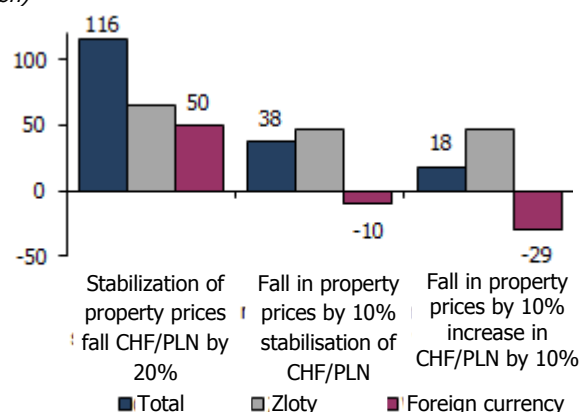 116
100
50
50
38
18
0
-10
-29
-50
Stabilization of
property prices
fall CHF/PLN by
20%
Fall in property
prices by 10%
stabilisation of
CHF/PLN
Fall in property
prices by 10%
increase in
CHF/PLN by 10%
Total
Zloty
Foreign currency